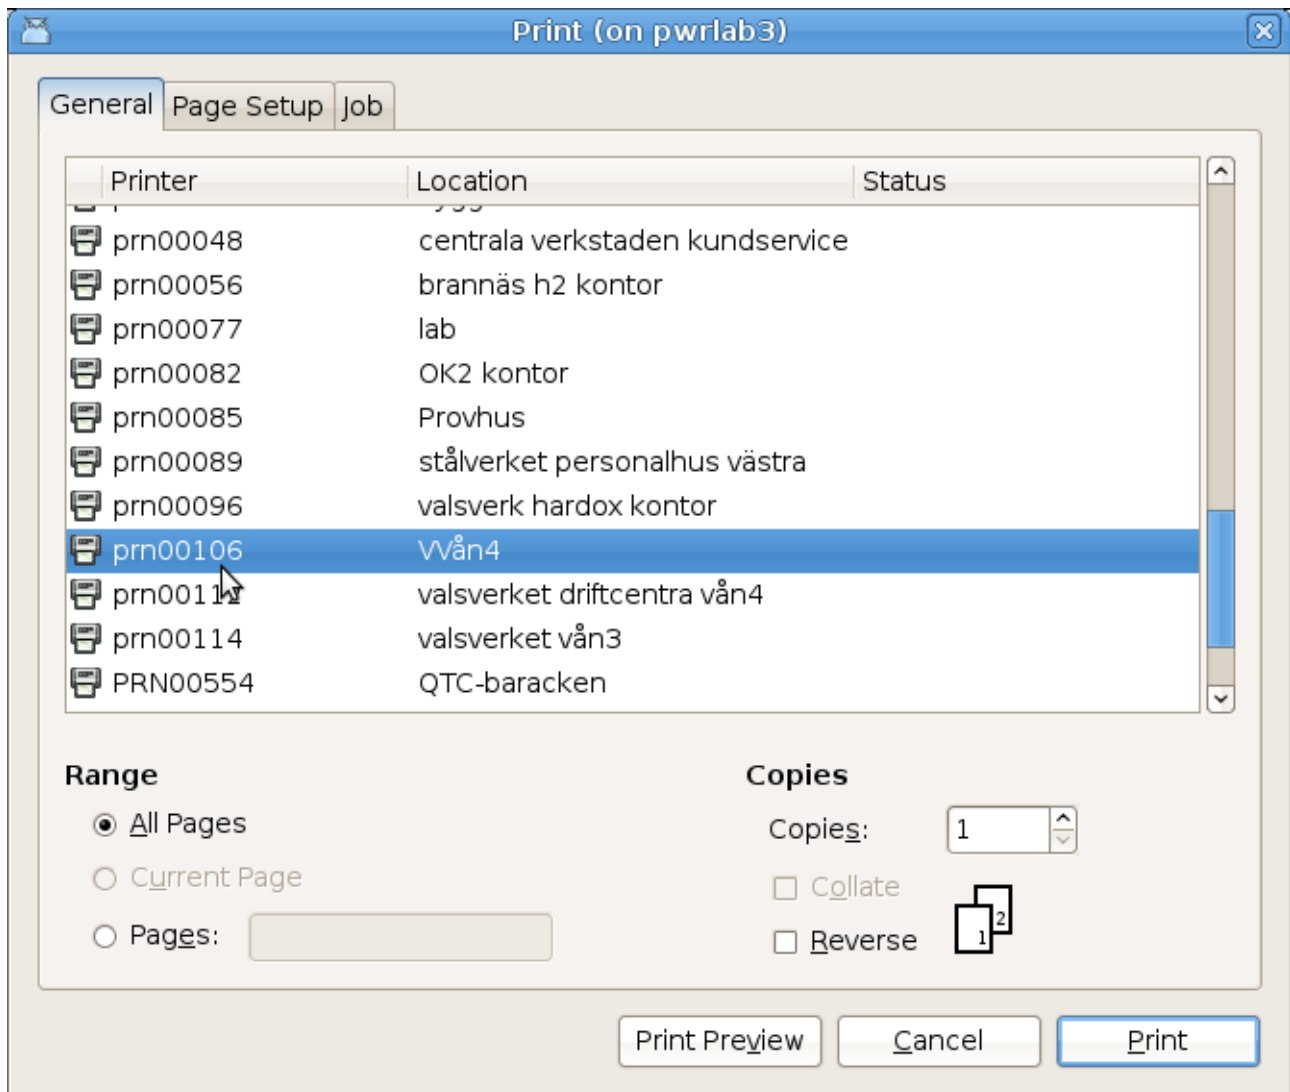 Print (on pwrlab3)
General Page Setup Job
Printer Location Status
prn00048 centrala verkstaden kundservice
prn00056 brannäs h2 kontor
prn00077 lab
prn00082 OK2 kontor
prn00085 Provhus
prn00089 stålverket personalhus västra
prn00096 valsverk hardox kontor
prn00106 VVån4
valsverket driftcentra vån4
prn00114 valsverket vån3
PRN00554 QTC-baracken
Range Copies
All Pages Copies: 1
Current Page Collate
Pages: Reverse 1 2
Print Preview Cancel Print